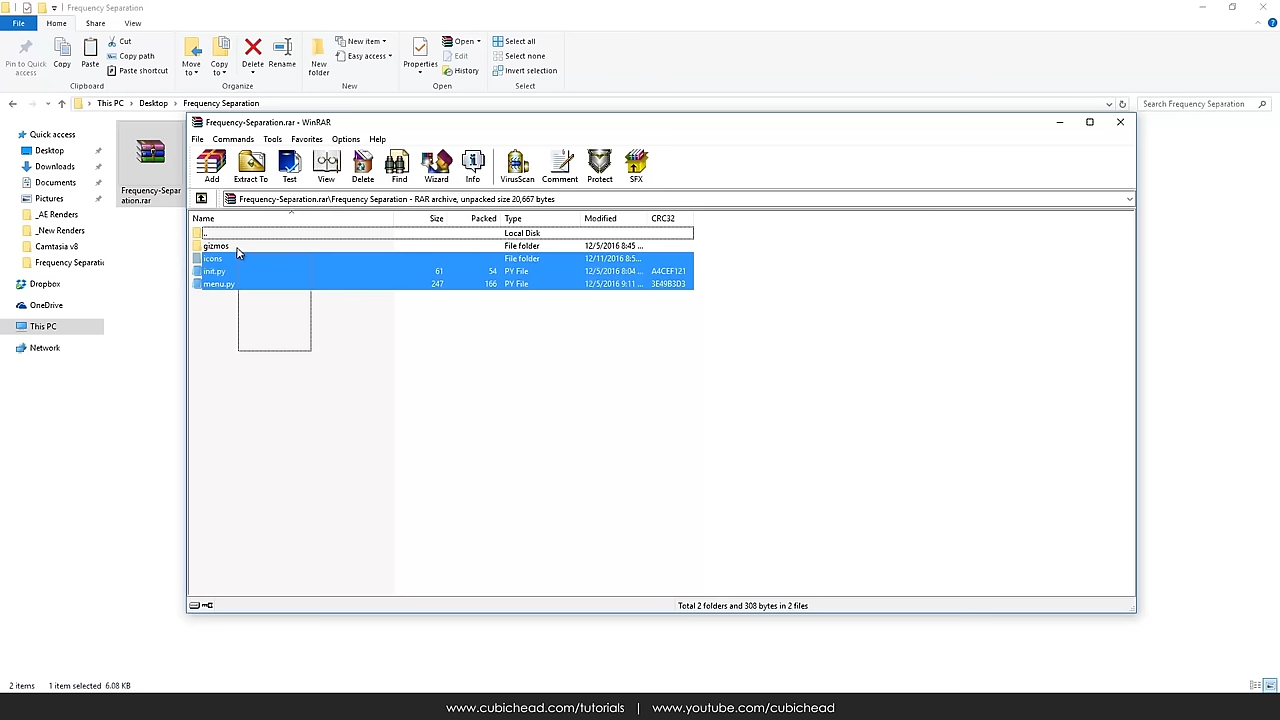 Frequency Separation
File
Home
Share
View
Pin to Quick access
Copy
Paste
Cut
Copy path
Paste shortcut
Clipboard
Move to
Copy to
Delete
Rename
Organize
New folder
New item
Easy access
New
Properties
Open
Edit
History
Open
Select all
Select none
Invert selection
Select
This PC
Desktop
Frequency Separation
Search Frequency Separation
Quick access
Desktop
Downloads
Documents
Pictures
_AE Renders
_New Renders
Camtasia v8
Frequency Separatic
Dropbox
OneDrive
This PC
Network
Frequency-Separ
ation.rar
Frequency-Separation.rar - WinRAR
File Commands Tools Favorites Options Help
Add Extract To Test View Delete Find Wizard Info VirusScan Comment Protect SFX
Frequency-Separation.rar\Frequency Separation - RAR archive, unpacked size 20,667 bytes
Name Size Packed Type Modified CRC32
.. Local Disk
gizmos File folder 12/5/2016 8:45 ...
icons File folder 12/11/2016 8:5...
init.py 61 54 PY File 12/5/2016 8:04 ... A4CEF121
menu.py 247 166 PY File 12/5/2016 9:11 ... 3E49B3D3
Total 2 folders and 308 bytes in 2 files
2 items 1 item selected 6.08 KB
www.cubichead.com/tutorials | www.youtube.com/cubichead